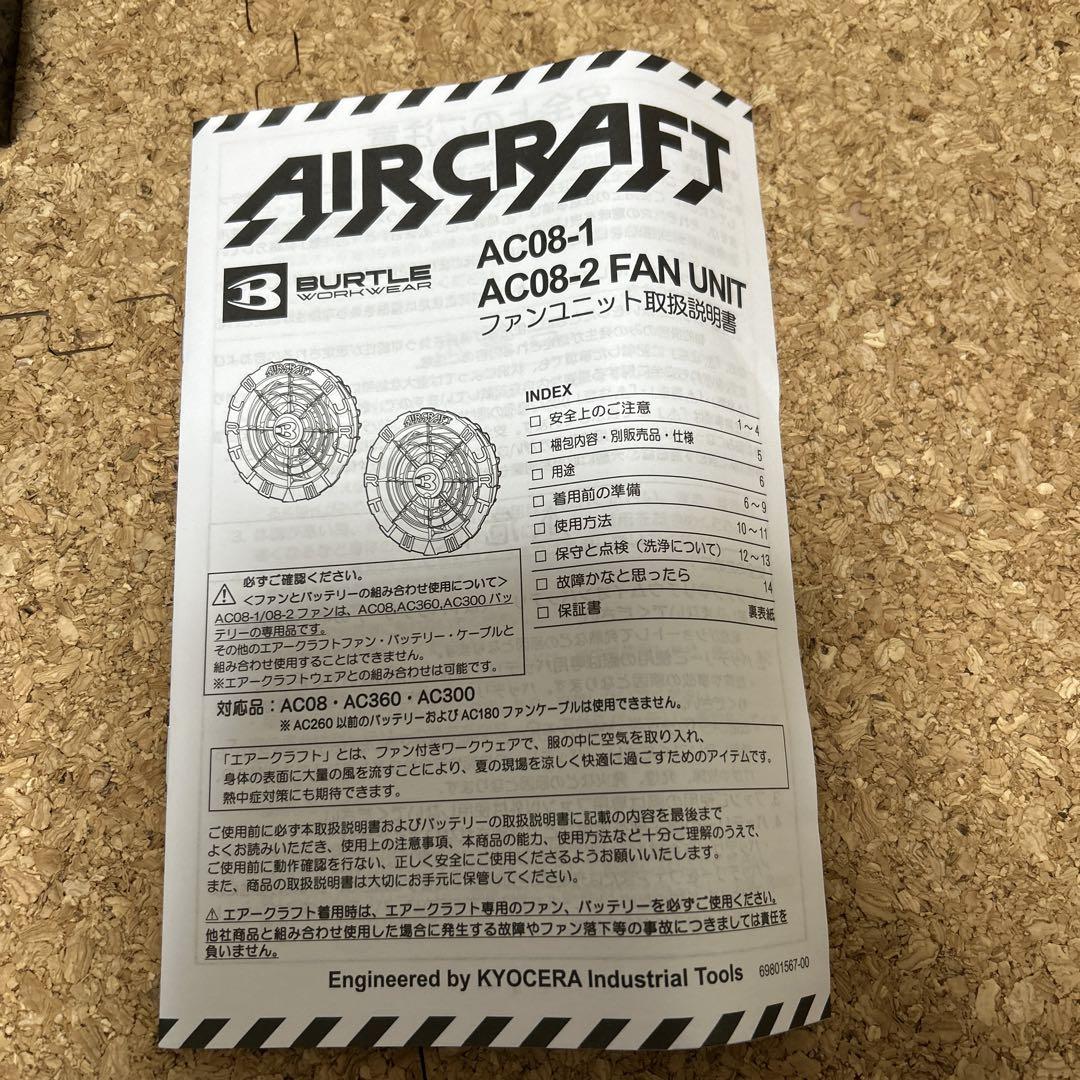 AIRCRAFT
BURTLE
WORKWEAR
AC08-1
AC08-2 FAN UNIT
ファンユニット取扱説明書
AIRCRAFT
B
AIRCRAFT
B
INDEX
□ 安全上のご注意 1~4
□ 梱包内容・別販売品・仕様 5
□ 用途 6
□ 着用前の準備 6~9
□ 使用方法 10~11
□ 保守と点検(洗浄について) 12~13
□ 故障かなと思ったら 14
□ 保証書 裏表紙
必ずご確認ください。
<ファンとバッテリーの組み合わせ使用について>
AC08-1/08-2 ファンは、AC08,AC360,AC300 バッ
テリーの専用品です。
その他のエアークラフトファン・バッテリー・ケーブルと
組み合わせ使用することはできません。
※エアークラフトウェアとの組み合わせは可能です。
対応品:AC08・AC360・AC300
※ AC260 以前のバッテリーおよび AC180 ファンケーブルは使用できません。
「エアークラフト」とは、ファン付きワークウェアで、服の中に空気を取り入れ、
身体の表面に大量の風を流すことにより、夏の現場を涼しく快適に過ごすためのアイテムです。
熱中症対策にも期待できます。
ご使用前に必ず本取扱説明書およびバッテリーの取扱説明書に記載の内容を最後まで
よくお読みいただき、使用上の注意事項、本商品の能力、使用方法など十分ご理解のうえで、
ご使用前に動作確認を行ない、正しく安全にご使用くださるようお願いいたします。
また、商品の取扱説明書は大切にお手元に保管してください。
⚠ エアークラフト着用時は、エアークラフト専用のファン、バッテリーを必ずご使用ください。
他社商品と組み合わせ使用した場合に発生する故障やファン落下等の事故につきましては責任を
負いません。
Engineered by KYOCERA Industrial Tools 69801567-00